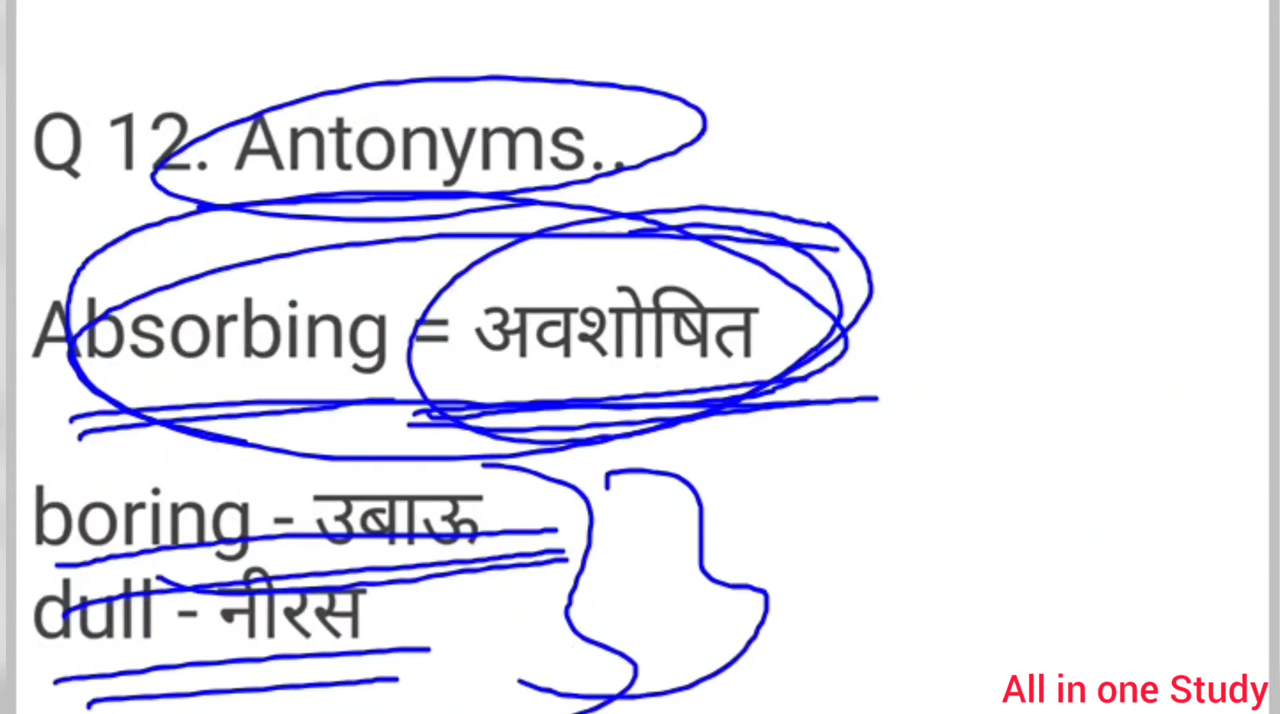 Q 12. Antonyms..
Absorbing = अवशोषित
boring - उबाऊ
dull - नीरस
All in one Study